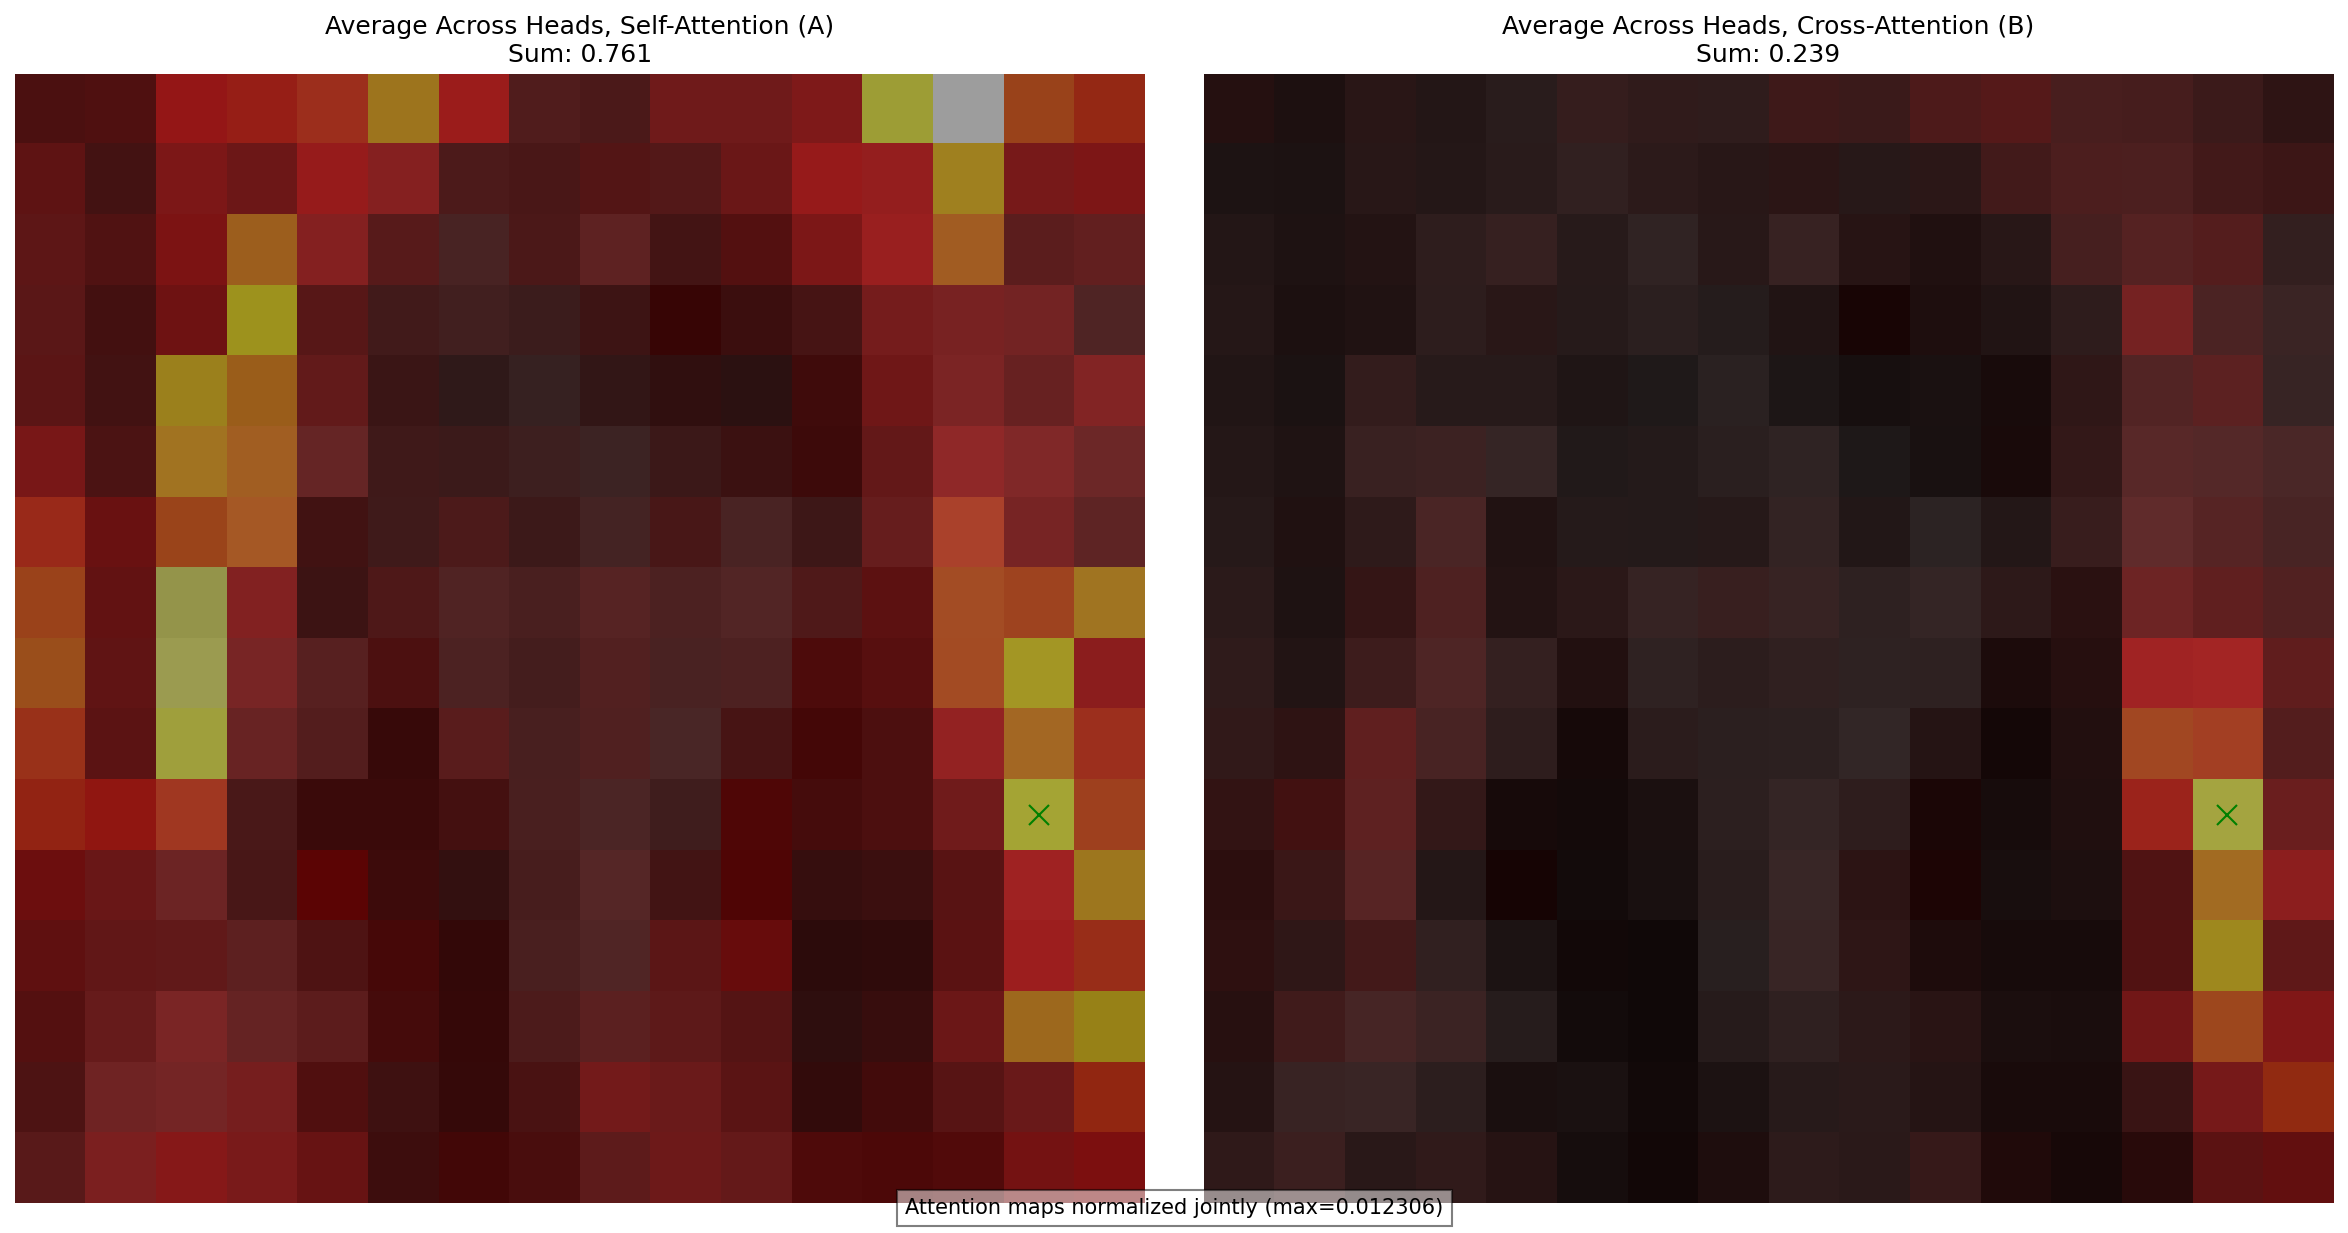 Average Across Heads, Self-Attention (A)
Sum: 0.761
Average Across Heads, Cross-Attention (B)
Sum: 0.239
Attention maps normalized jointly (max=0.012306)